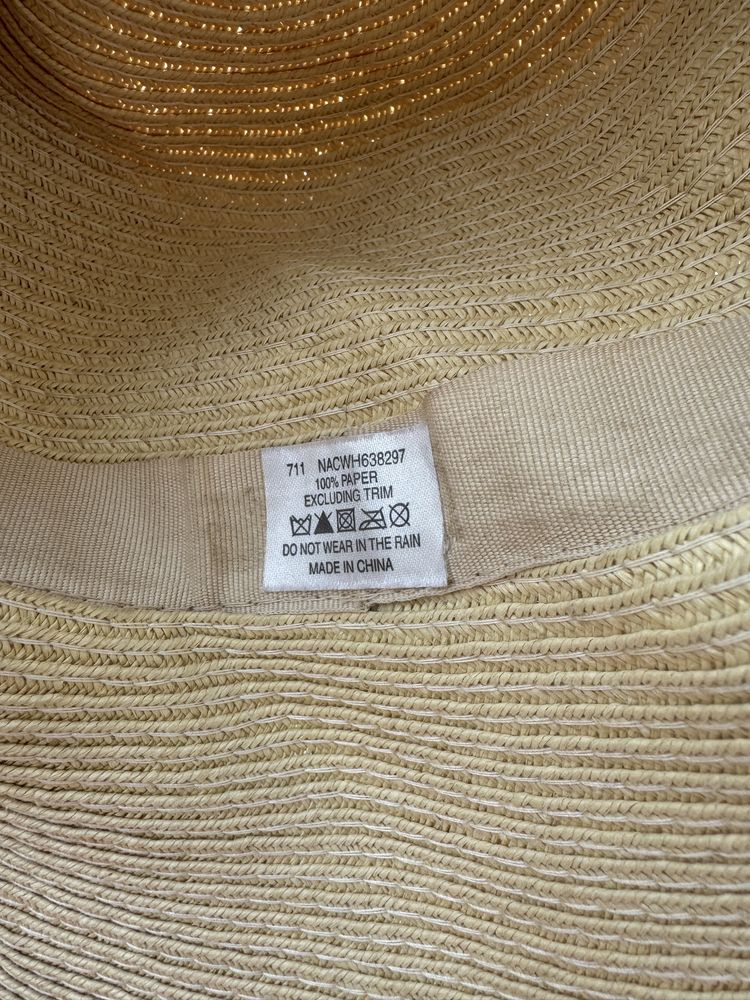 711 NACWH638297
100% PAPER
EXCLUDING TRIM
DO NOT WEAR IN THE RAIN
MADE IN CHINA